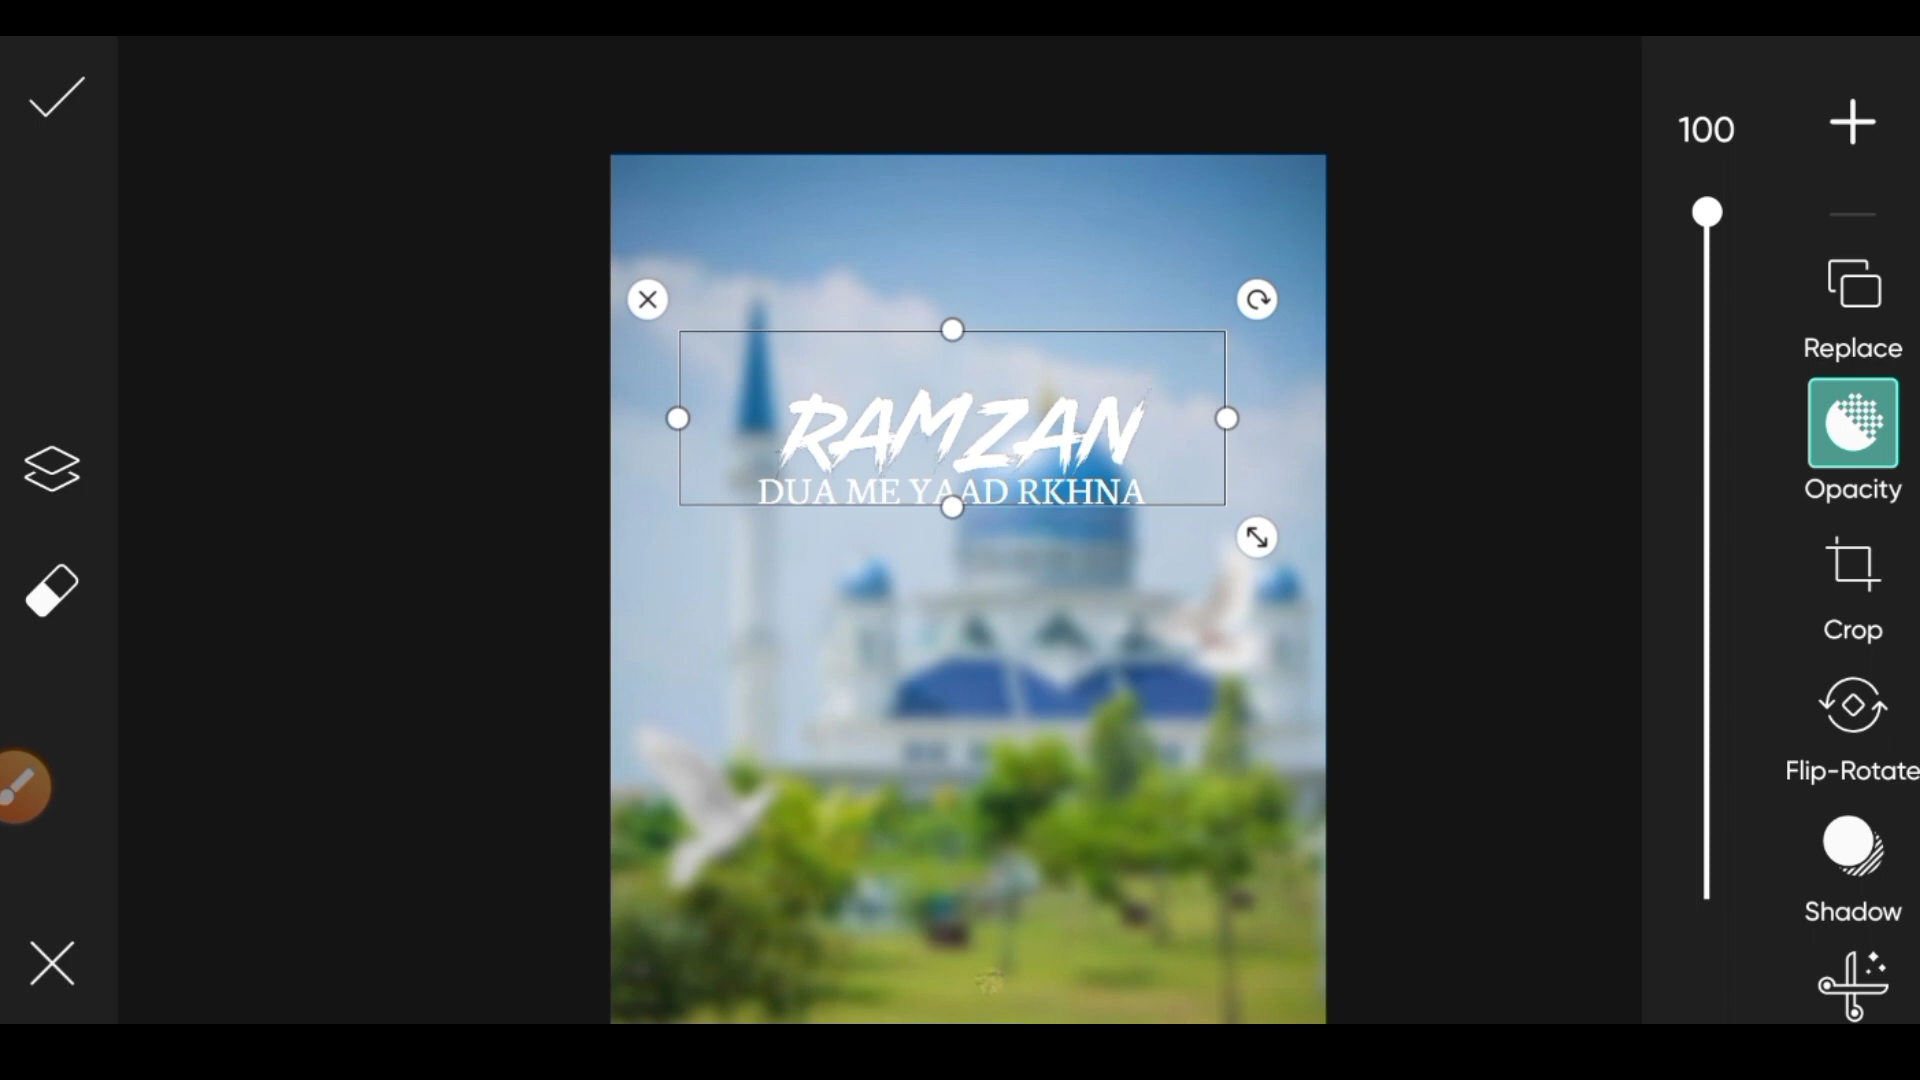 100
RAMZAN
DUA ME YAAD RKHNA
Replace
Opacity
Crop
Flip-Rotate
Shadow